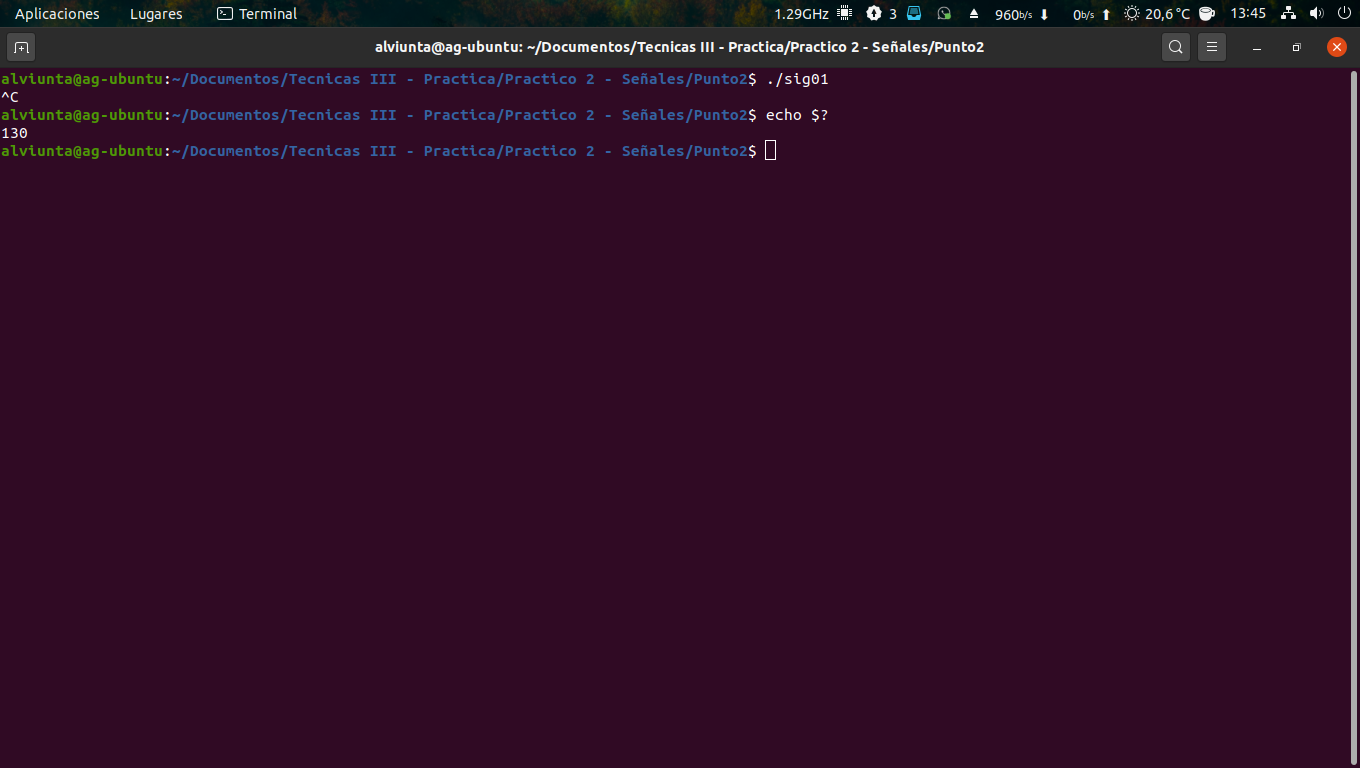 Aplicaciones Lugares Terminal 1.29GHz 3 960b/s 0b/s 20,6°C 13:45
alviunta@ag-ubuntu: ~/Documentos/Tecnicas III - Practica/Practico 2 - Señales/Punto2
alviunta@ag-ubuntu:~/Documentos/Tecnicas III - Practica/Practico 2 - Señales/Punto2$ ./sig01
^C
alviunta@ag-ubuntu:~/Documentos/Tecnicas III - Practica/Practico 2 - Señales/Punto2$ echo $?
130
alviunta@ag-ubuntu:~/Documentos/Tecnicas III - Practica/Practico 2 - Señales/Punto2$